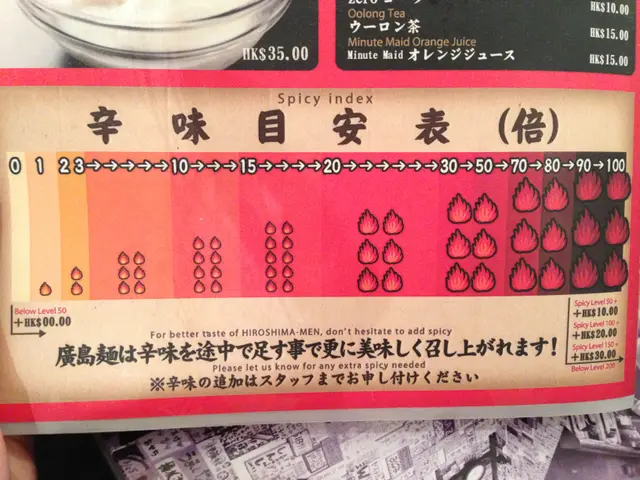 HK$10.00
Oolong Tea
ウーロン茶
HK$15.00
Minute Maid Orange Juice
Minute Maid オレンジジュース
HK$15.00
HK$35.00
Spicy index
辛味目安表(倍)
0 1 2 3→→→→→→10→→→→15→→→→→20→→→→→→→30→50→70→80→90→100
Below Level 50
+HK$00.00
Spicy Level 50 +
+HK$10.00
Spicy Level 100 +
+HK$20.00
Spicy Level 150 +
+HK$30.00
Below Level 200
For better taste of HIROSHIMA-MEN, don't hesitate to add spicy
廣島麺は辛味を途中で足す事で更に美味しく召し上がれます!
Please let us know for any extra spicy needed
※辛味の追加はスタッフまでお申し付けください